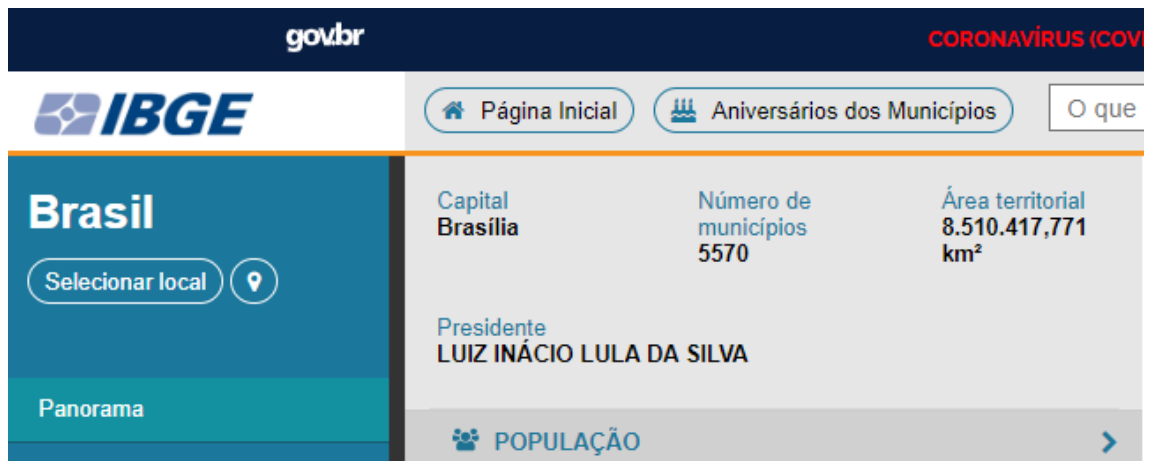 gov.br
CORONAVÍRUS (COV
IBGE
Página Inicial
Aniversários dos Municípios
O que
Brasil
Selecionar local
Panorama
Capital
Brasília
Número de
municípios
5570
Área territorial
8.510.417,771
km²
Presidente
LUIZ INÁCIO LULA DA SILVA
POPULAÇÃO